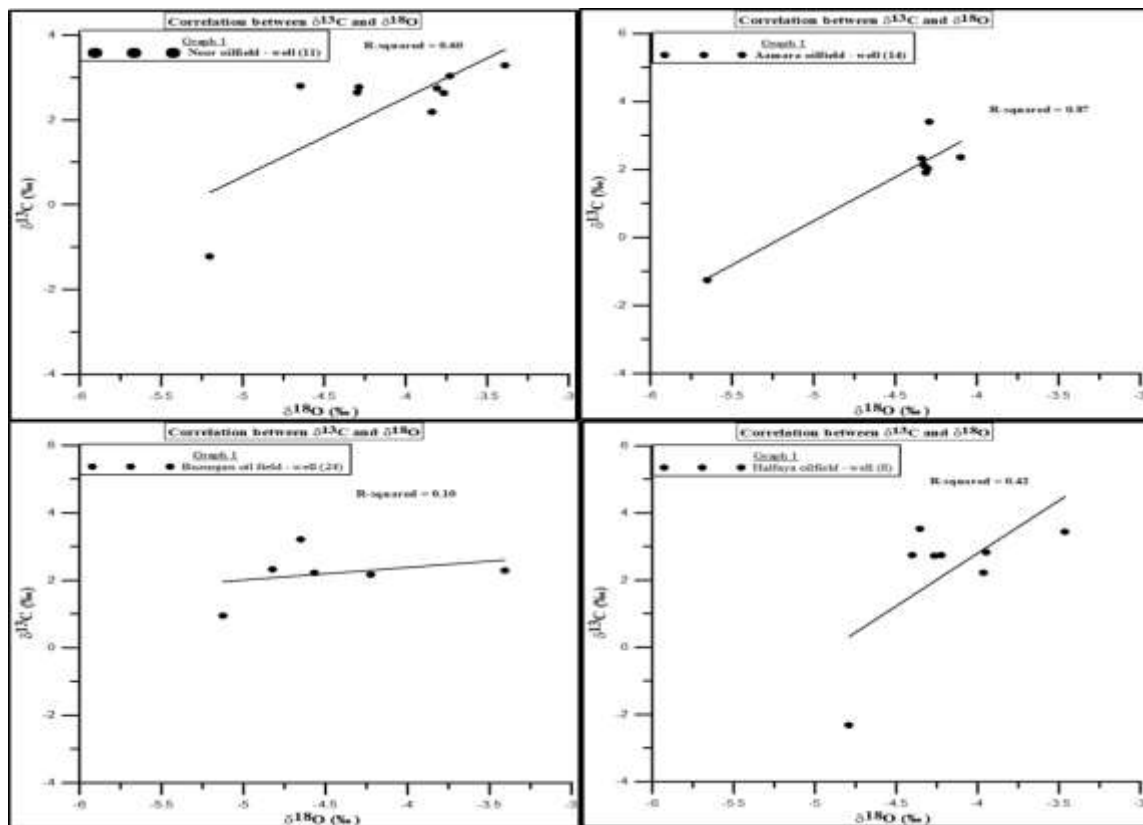 Correlation between δ13C and δ18O
Graph 1
Noor oilfield - well (11)
R-squared = 0.60
4
2
0
-2
-4
δ13C (‰)
-6
-5.5
-5
-4.5
-4
-3.5
-3
δ18O (‰)
Correlation between δ13C and δ18O
Graph 1
Aamara oilfield - well (14)
R-squared = 0.87
6
4
2
0
-2
-4
δ13C (‰)
-6
-5.5
-5
-4.5
-4
-3.5
-3
δ18O (‰)
Correlation between δ13C and δ18O
Graph 1
Buzurgan oil field - well (24)
R-squared = 0.10
6
4
2
0
-2
-4
δ13C (‰)
-6
-5.5
-5
-4.5
-4
-3.5
-3
δ18O (‰)
Correlation between δ13C and δ18O
Graph 1
Halfaya oilfield - well (8)
R-squared = 0.42
6
4
2
0
-2
-4
δ13C (‰)
-6
-5.5
-5
-4.5
-4
-3.5
-3
δ18O (‰)